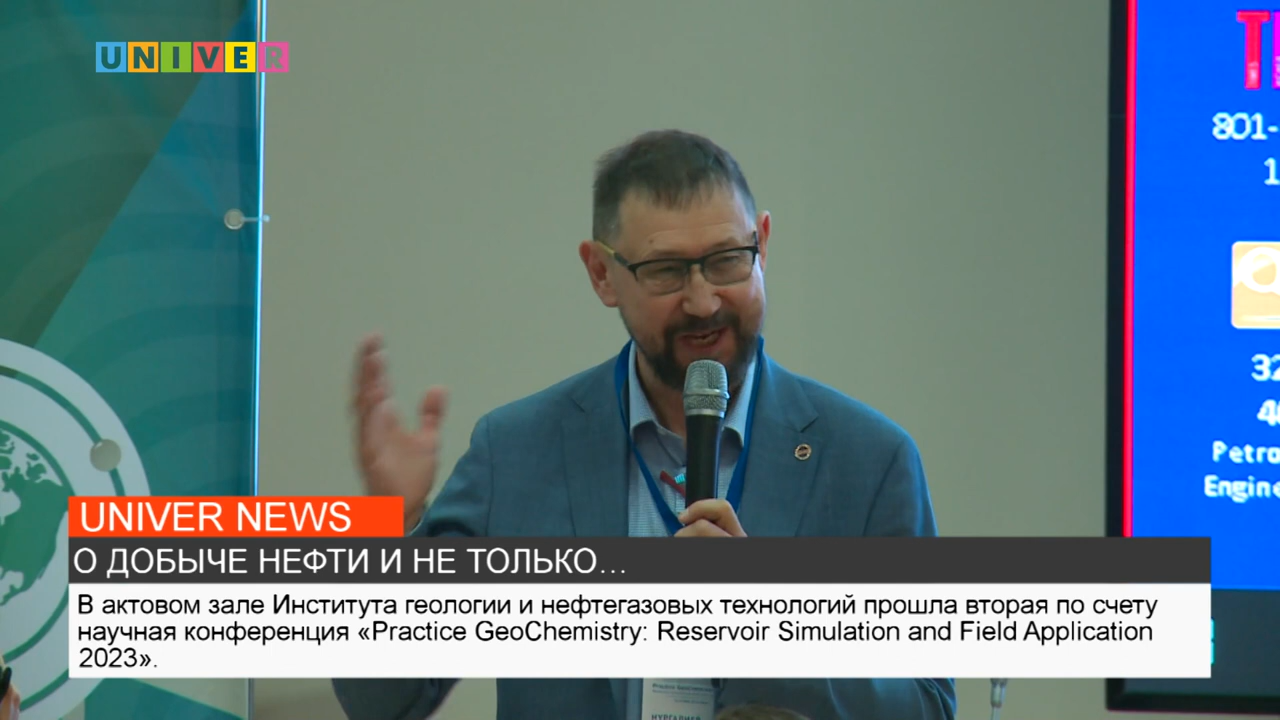 UNIVER
801-
1
32
Petro
Engine
UNIVER NEWS
О ДОБЫЧЕ НЕФТИ И НЕ ТОЛЬКО...
В актовом зале Института геологии и нефтегазовых технологий прошла вторая по счету
научная конференция «Practice GeoChemistry: Reservoir Simulation and Field Application
2023».
НУРГАЛИЕВ